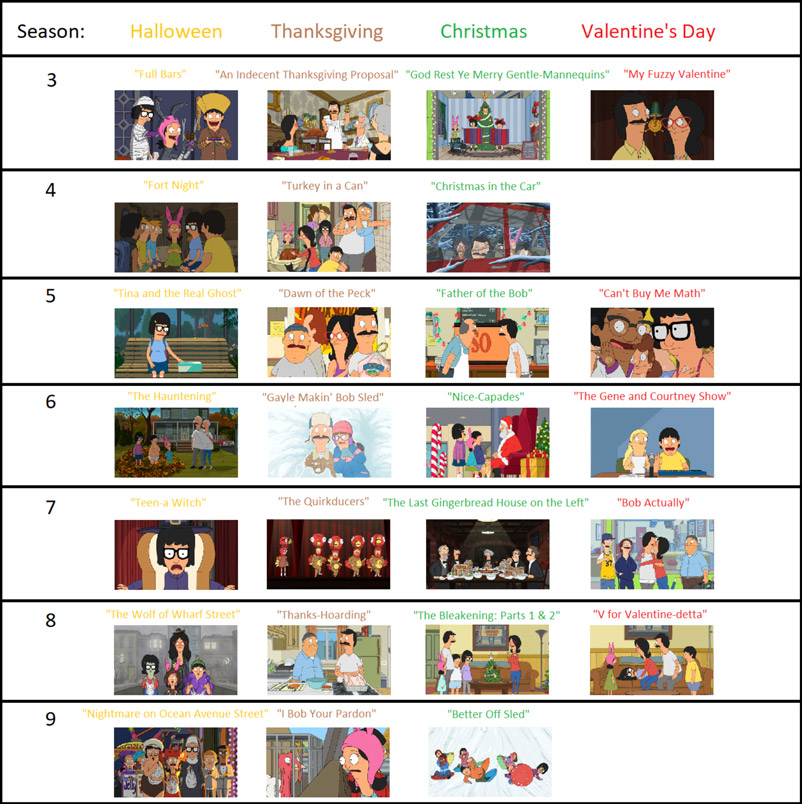 Season: Halloween Thanksgiving Christmas Valentine's Day
3 "Full Bars" "An Indecent Thanksgiving Proposal" "God Rest Ye Merry Gentle-Mannequins" "My Fuzzy Valentine"
4 "Fort Night" "Turkey in a Can" "Christmas in the Car"
5 "Tina and the Real Ghost" "Dawn of the Peck" "Father of the Bob" "Can't Buy Me Math"
6 "The Hauntening" "Gayle Makin' Bob Sled" "Nice-Capades" "The Gene and Courtney Show"
7 "Teen-a Witch" "The Quirkducers" "The Last Gingerbread House on the Left" "Bob Actually"
8 "The Wolf of Wharf Street" "Thanks-Hoarding" "The Bleakening: Parts 1 & 2" "V for Valentine-detta"
9 "Nightmare on Ocean Avenue Street" "I Bob Your Pardon" "Better Off Sled"